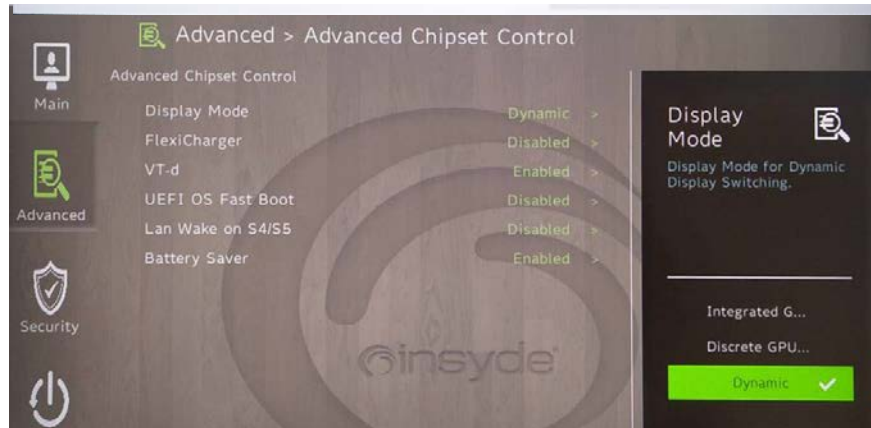 Advanced > Advanced Chipset Control
Main
Advanced
Security
Advanced Chipset Control
Display Mode Dynamic >
FlexiCharger Disabled >
VT-d Enabled >
UEFI OS Fast Boot Disabled >
Lan Wake on S4/S5 Disabled >
Battery Saver Enabled >
insyde
Display
Mode
Display Mode for Dynamic
Display Switching.
Integrated G...
Discrete GPU...
Dynamic